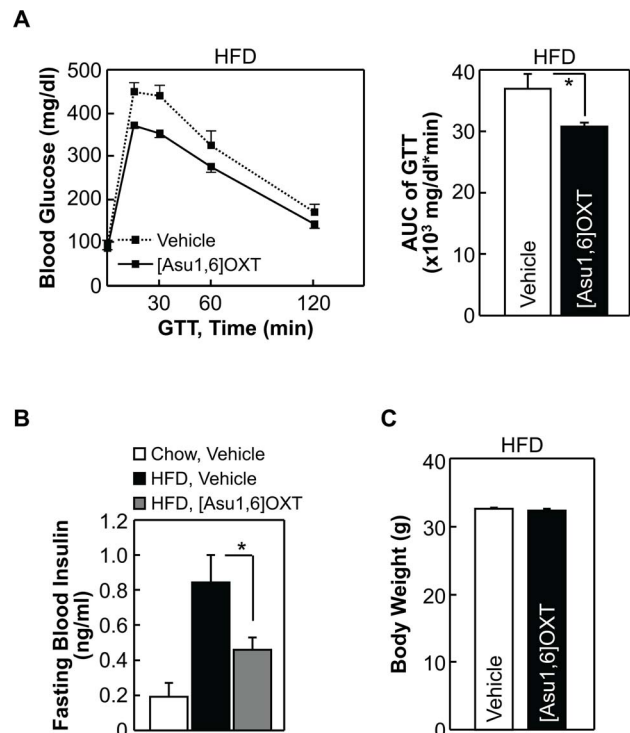 A
HFD
500
400
300
200
100
0
Blood Glucose (mg/dl)
Vehicle
[Asu1,6]OXT
30
60
120
GTT, Time (min)
HFD
40
30
20
10
0
AUC of GTT
(x10³ mg/dl*min)
*
Vehicle
[Asu1,6]OXT
B
Chow, Vehicle
HFD, Vehicle
HFD, [Asu1,6]OXT
1.2
1.0
0.8
0.6
0.4
0.2
0
Fasting Blood Insulin
(ng/ml)
*
C
HFD
40
30
20
10
0
Body Weight (g)
Vehicle
[Asu1,6]OXT